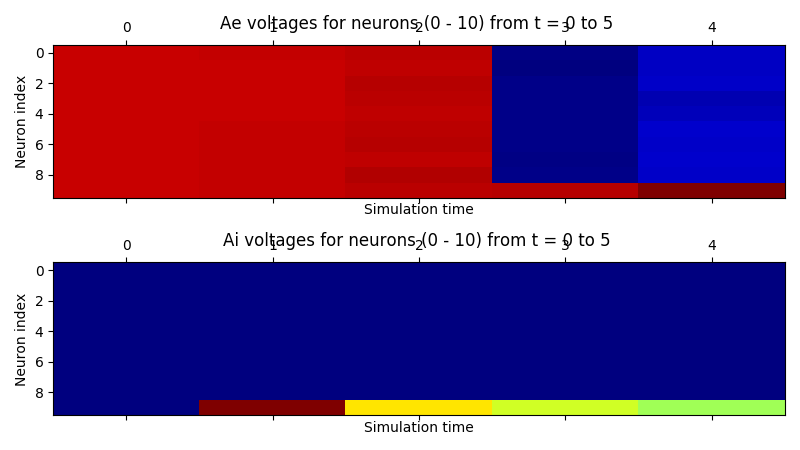 Ae voltages for neurons (0 - 10) from t = 0 to 5
0 1 2 3 4
0
2
4
6
8
Neuron index
Simulation time
Ai voltages for neurons (0 - 10) from t = 0 to 5
0 1 2 3 4
0
2
4
6
8
Neuron index
Simulation time